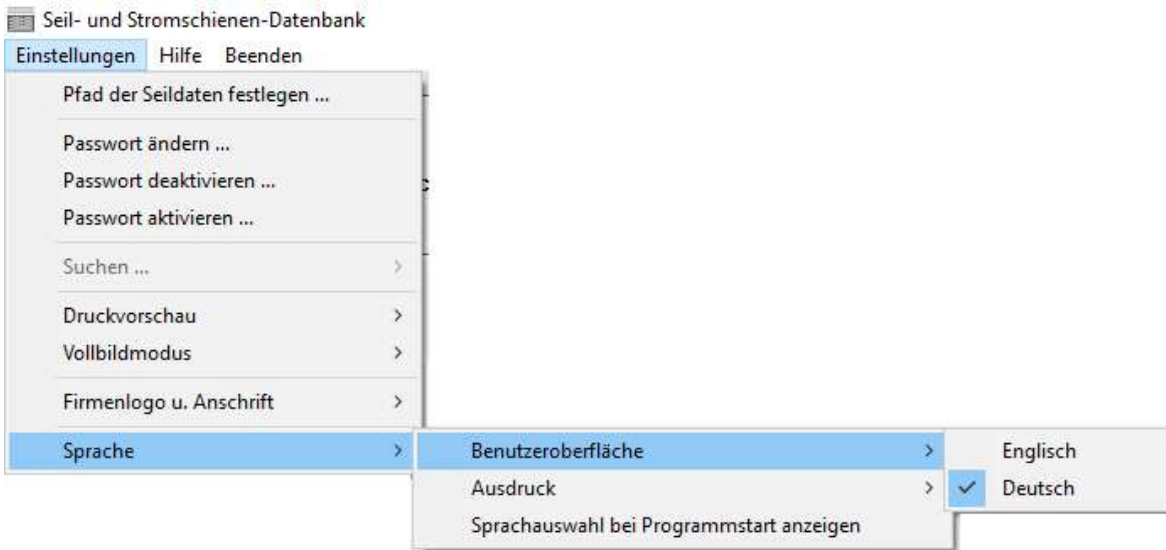 Seil- und Stromschienen-Datenbank
Einstellungen Hilfe Beenden
Pfad der Seildaten festlegen ...
Passwort ändern ...
Passwort deaktivieren ...
Passwort aktivieren ...
Suchen ...
Druckvorschau
Vollbildmodus
Firmenlogo u. Anschrift
Sprache
Benutzeroberfläche
Ausdruck
Sprachauswahl bei Programmstart anzeigen
Englisch
Deutsch